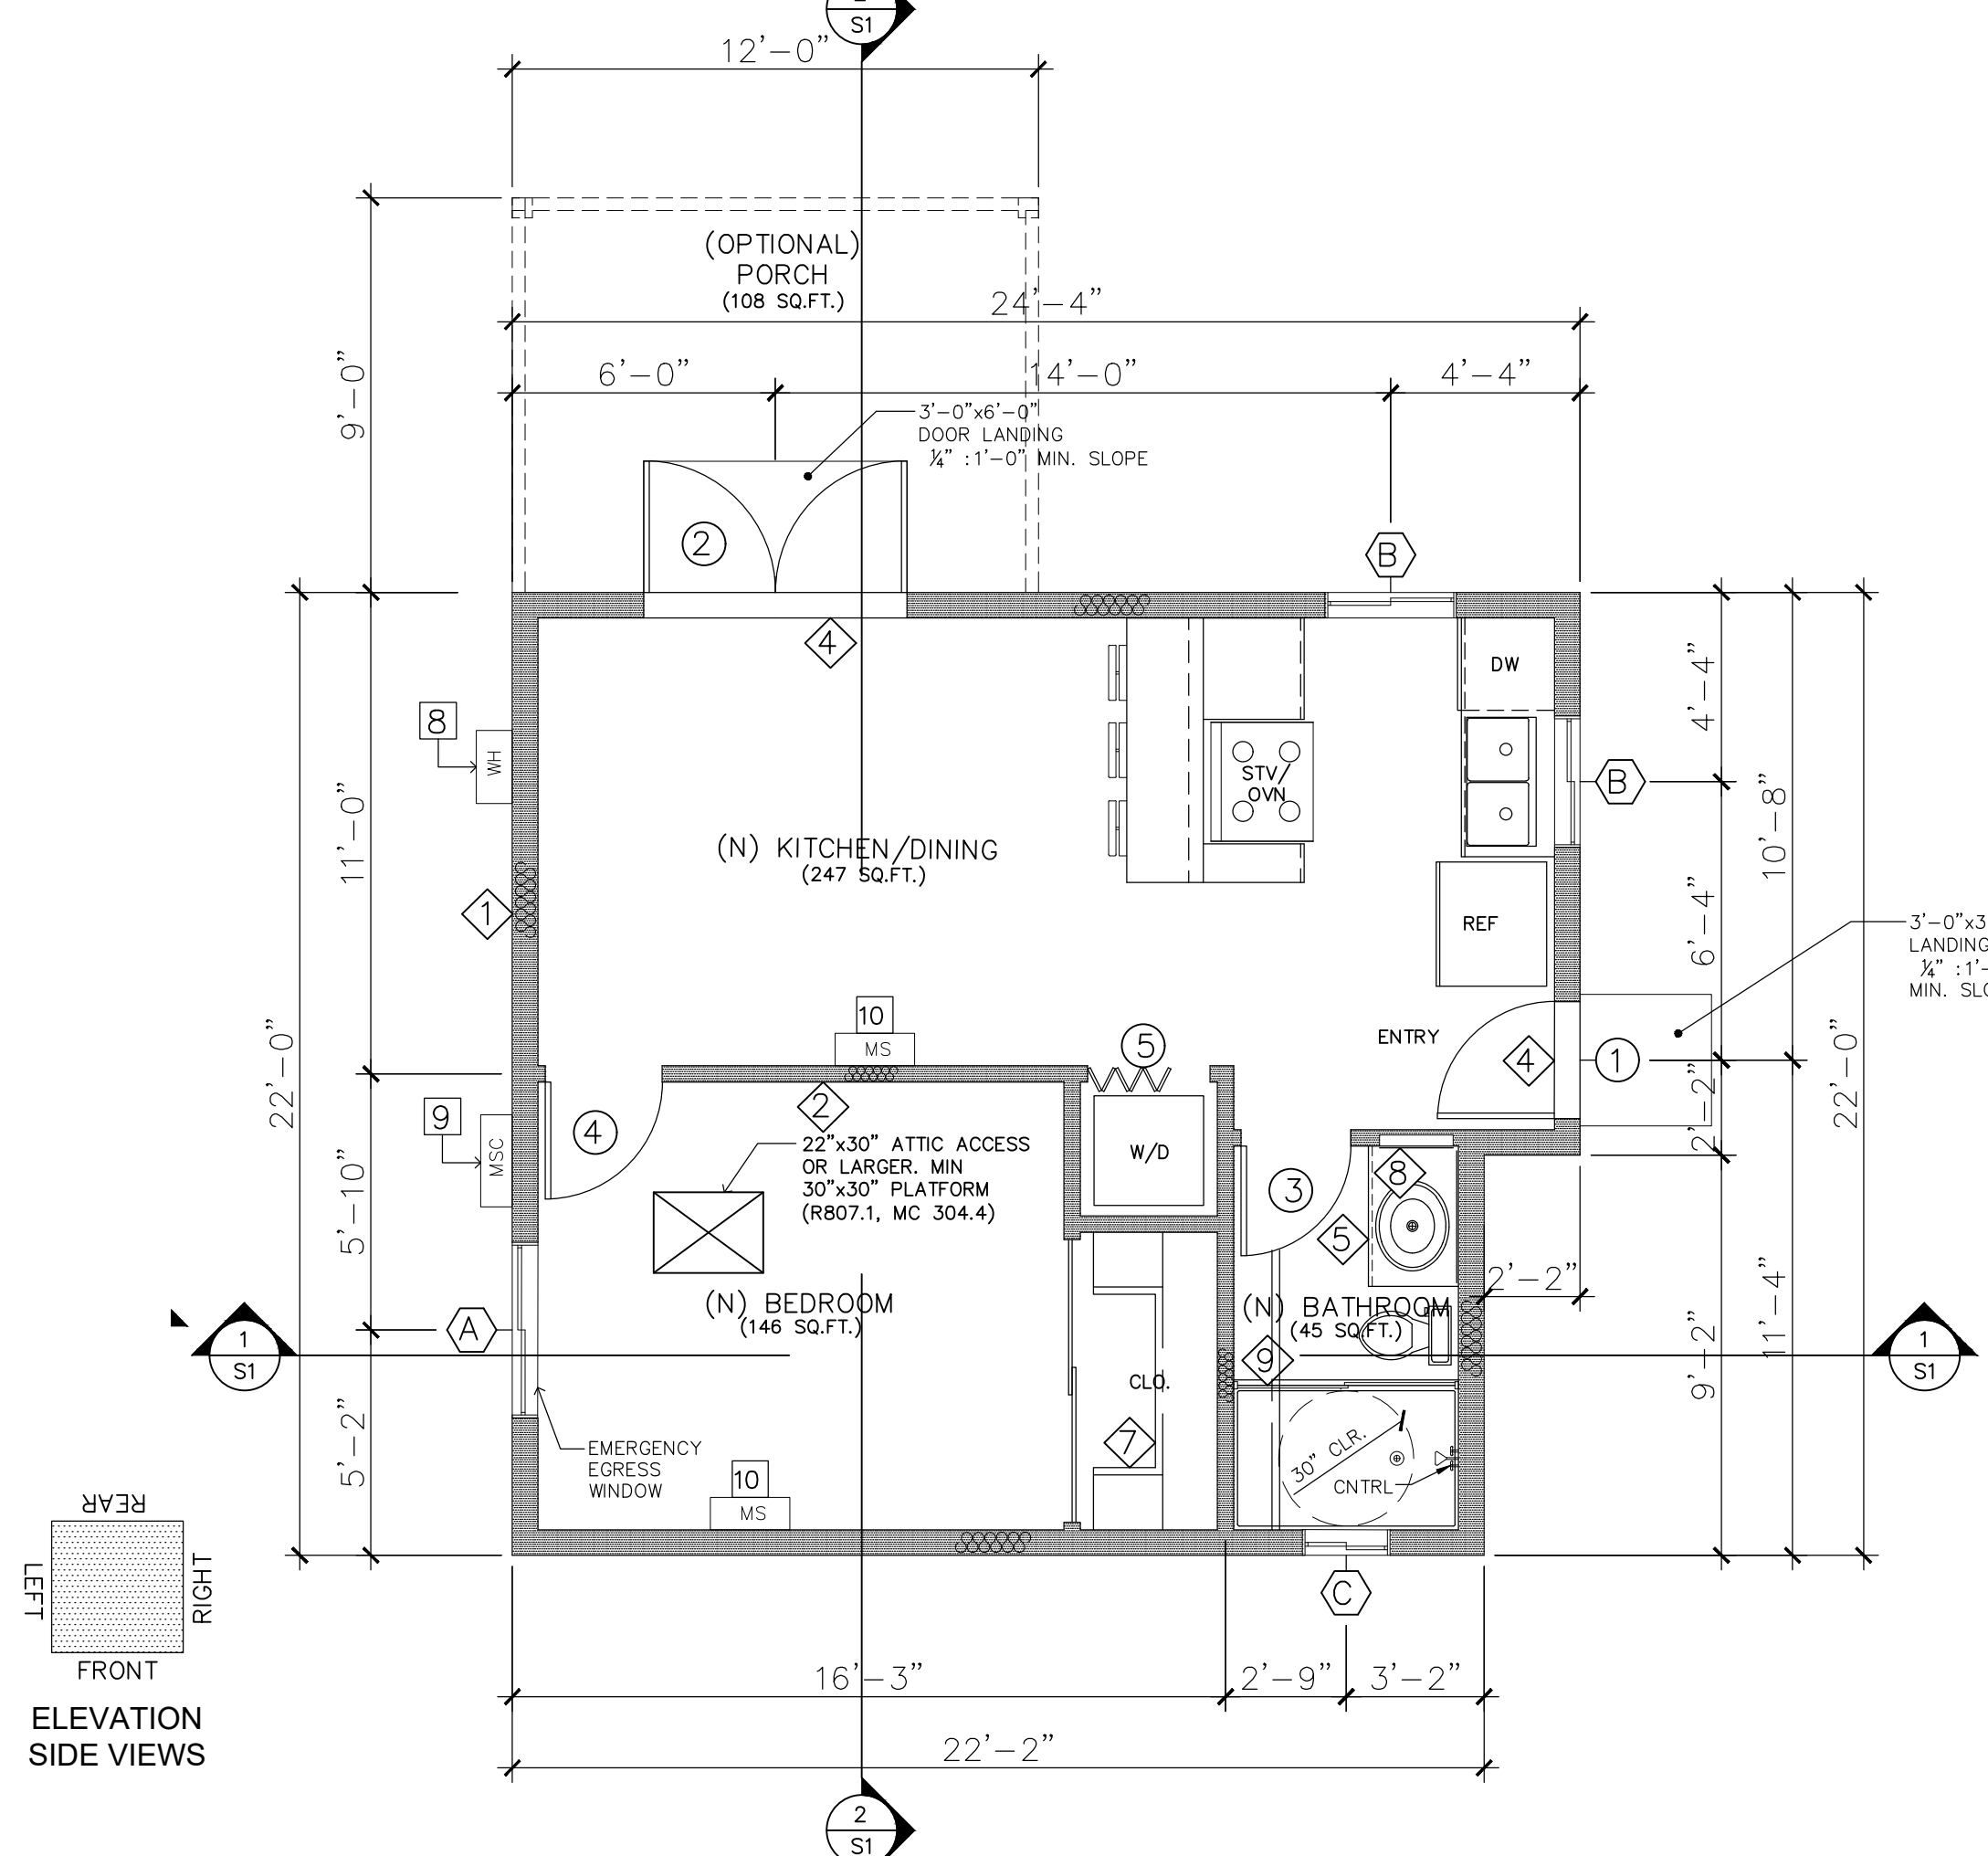 S1
12'-0"
(OPTIONAL)
PORCH
(108 SQ.FT.)
24'-4"
9'-0"
6'-0"
14'-0"
4'-4"
3'-0"x6'-0"
DOOR LANDING
¼" :1'-0" MIN. SLOPE
2
B
4
DW
4'-4"
8
WH
STV/
OVN
B
11'-0"
10'-8"
(N) KITCHEN/DINING
(247 SQ.FT.)
1
REF
6'-4"
3'-0"x3
LANDING
¼" :1'-
MIN. SLO
10
MS
5
ENTRY
4
1
22'-0"
22'-0"
2'-2"
9
MSC
4
2
22"x30" ATTIC ACCESS
OR LARGER. MIN
30"x30" PLATFORM
(R807.1, MC 304.4)
W/D
3
8
5
5'-10"
2'-2"
(N) BEDROOM
(146 SQ.FT.)
(N) BATHROOM
(45 SQ.FT.)
A
11'-4"
1
S1
9
1
S1
CLO.
9'-2"
5'-2"
7
EMERGENCY
EGRESS
WINDOW
30" CLR.
CNTRL
10
MS
REAR
LEFT
RIGHT
FRONT
C
16'-3"
2'-9"
3'-2"
ELEVATION
SIDE VIEWS
22'-2"
2
S1